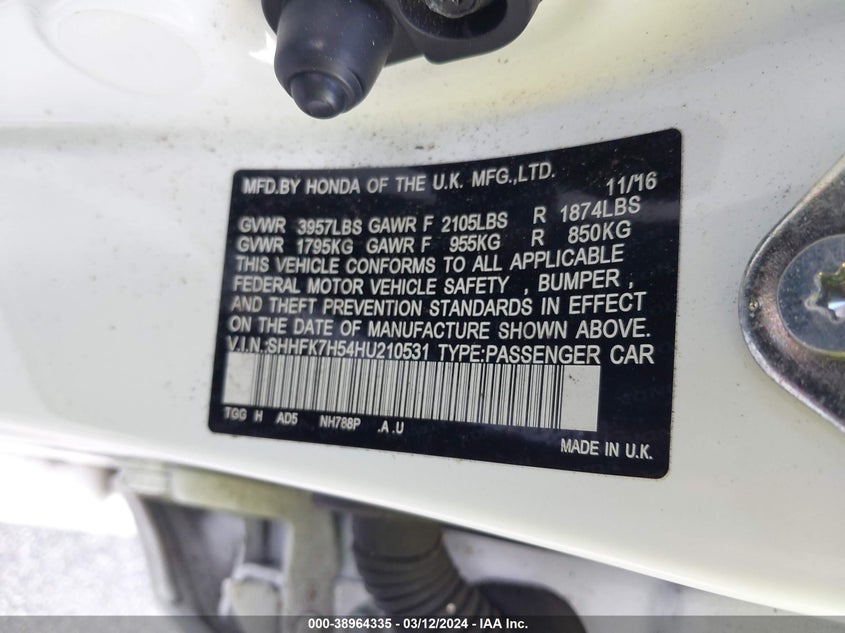 MFD.BY HONDA OF THE U.K. MFG.,LTD. 11/16
GVWR 3957LBS GAWR F 2105LBS R 1874LBS
GVWR 1795KG GAWR F 955KG R 850KG
THIS VEHICLE CONFORMS TO ALL APPLICABLE
FEDERAL MOTOR VEHICLE SAFETY , BUMPER ,
AND THEFT PREVENTION STANDARDS IN EFFECT
ON THE DATE OF MANUFACTURE SHOWN ABOVE.
V.I.N.:SHHFK7H54HU210531 TYPE:PASSENGER CAR
TGG H AD5 NH788P .A .U
MADE IN U.K.
000-38964335 - 03/12/2024 - IAAI.COM